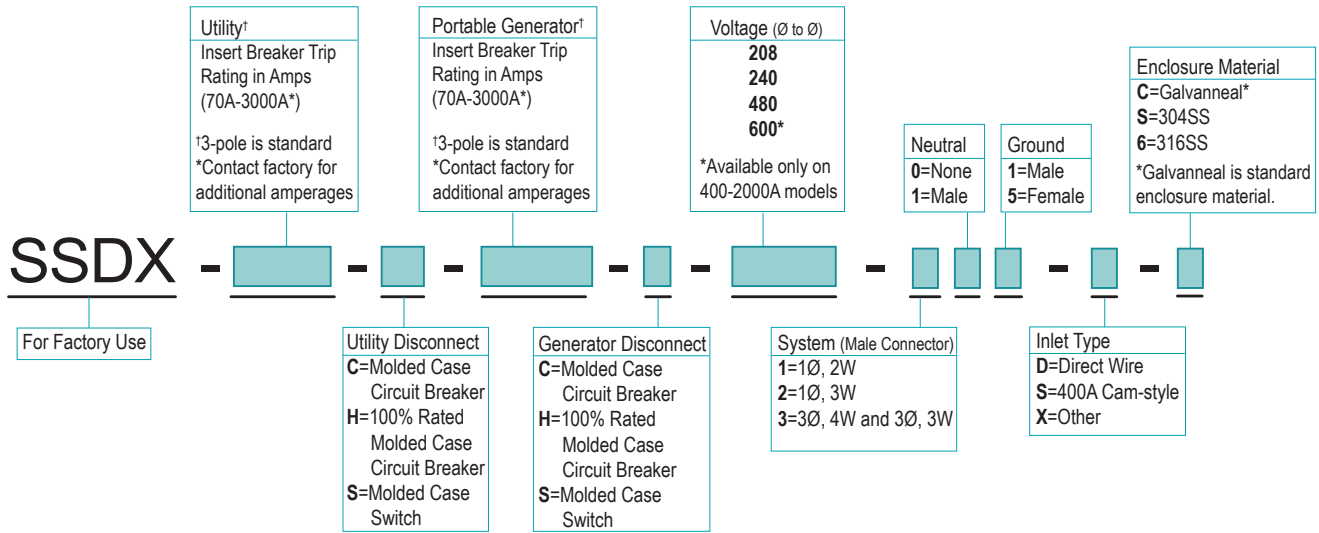 Utility†
Insert Breaker Trip
Rating in Amps
(70A-3000A*)
†3-pole is standard
*Contact factory for
additional amperages
Portable Generator†
Insert Breaker Trip
Rating in Amps
(70A-3000A*)
†3-pole is standard
*Contact factory for
additional amperages
Voltage (Ø to Ø)
208
240
480
600*
*Available only on
400-2000A models
Neutral
0=None
1=Male
Ground
1=Male
5=Female
Enclosure Material
C=Galvanneal*
S=304SS
6=316SS
*Galvanneal is standard
enclosure material.
SSDX - - - - - - -
For Factory Use
Utility Disconnect
C=Molded Case
Circuit Breaker
H=100% Rated
Molded Case
Circuit Breaker
S=Molded Case
Switch
Generator Disconnect
C=Molded Case
Circuit Breaker
H=100% Rated
Molded Case
Circuit Breaker
S=Molded Case
Switch
System (Male Connector)
1=1Ø, 2W
2=1Ø, 3W
3=3Ø, 4W and 3Ø, 3W
Inlet Type
D=Direct Wire
S=400A Cam-style
X=Other